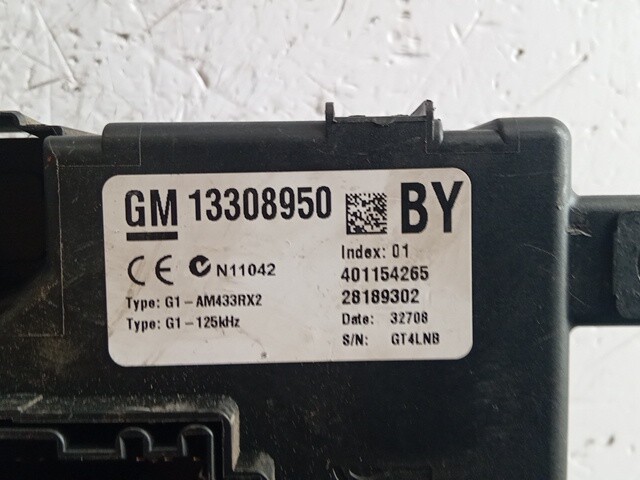 GM 13308950 BY
Index: 01
CE N11042
401154265
Type: G1-AM433RX2
28189302
Type: G1-125kHz
Date: 32708
S/N: GT4LNB